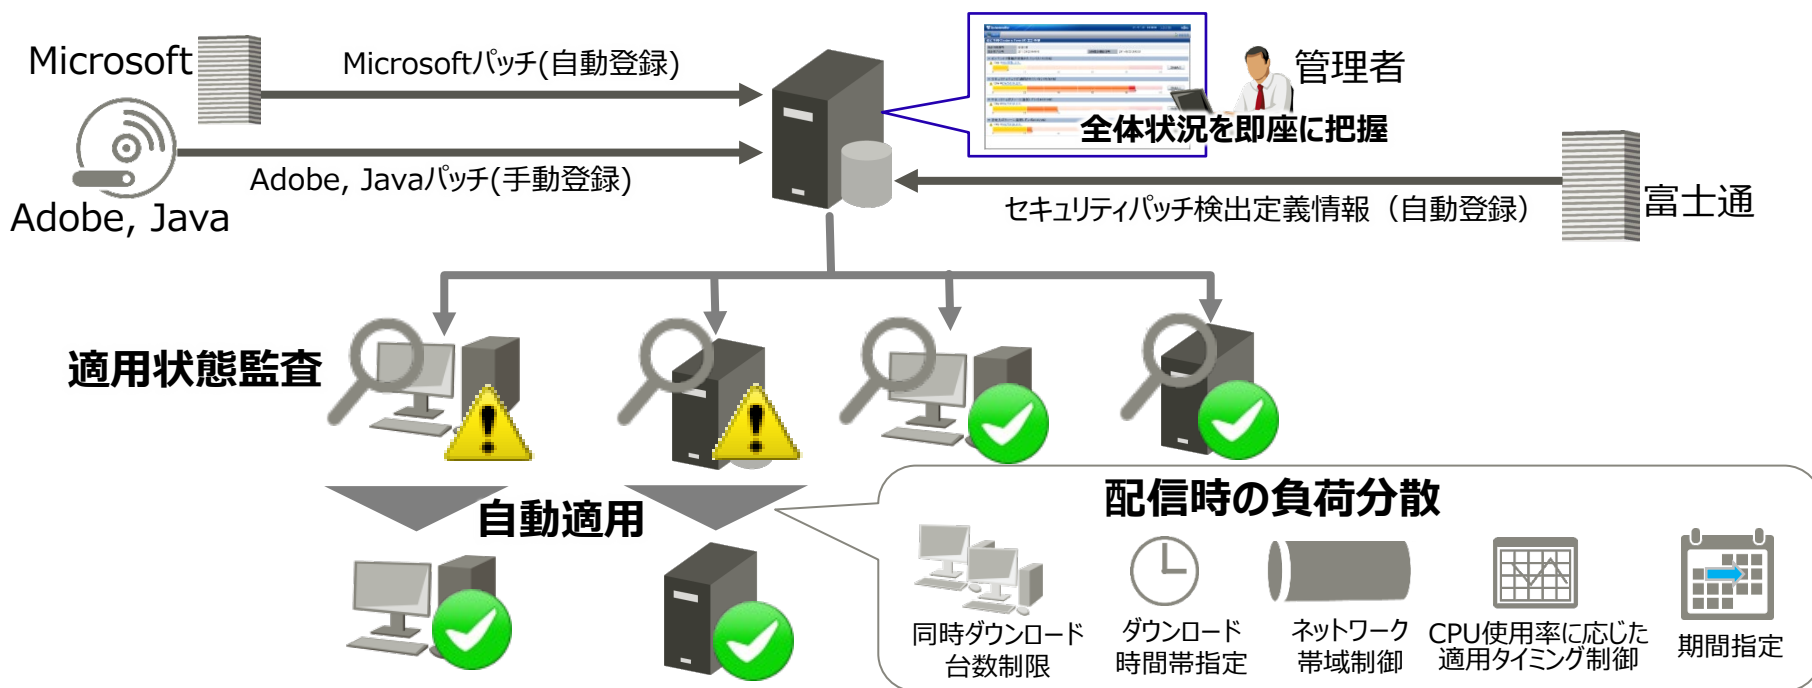 Microsoft
Microsoftパッチ(自動登録)
管理者
全体状況を即座に把握
Adobe, Javaパッチ(手動登録)
Adobe, Java
セキュリティパッチ検出定義情報（自動登録）
富士通
適用状態監査
自動適用
配信時の負荷分散
同時ダウンロード
台数制限
ダウンロード
時間帯指定
ネットワーク
帯域制御
CPU使用率に応じた
適用タイミング制御
期間指定